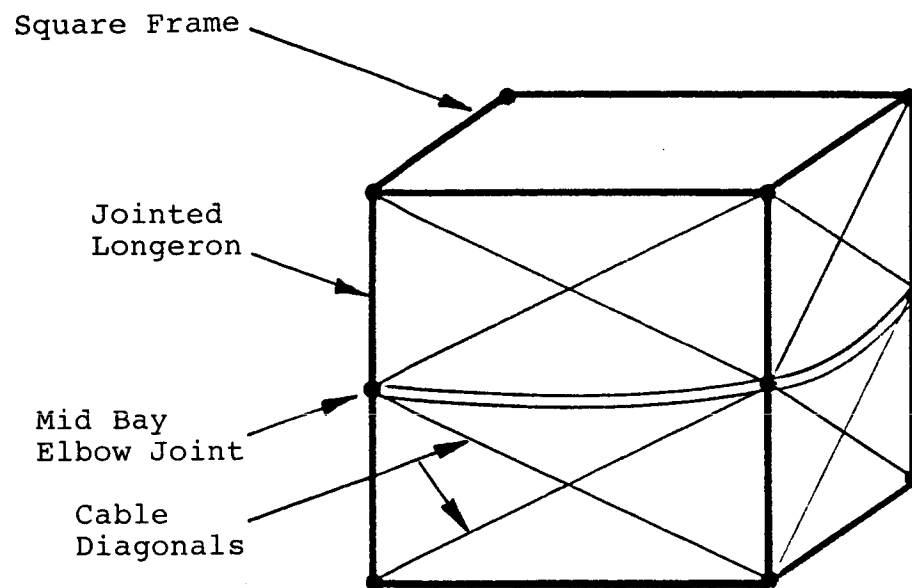 Square Frame
Jointed
Longeron
Mid Bay
Elbow Joint
Cable
Diagonals